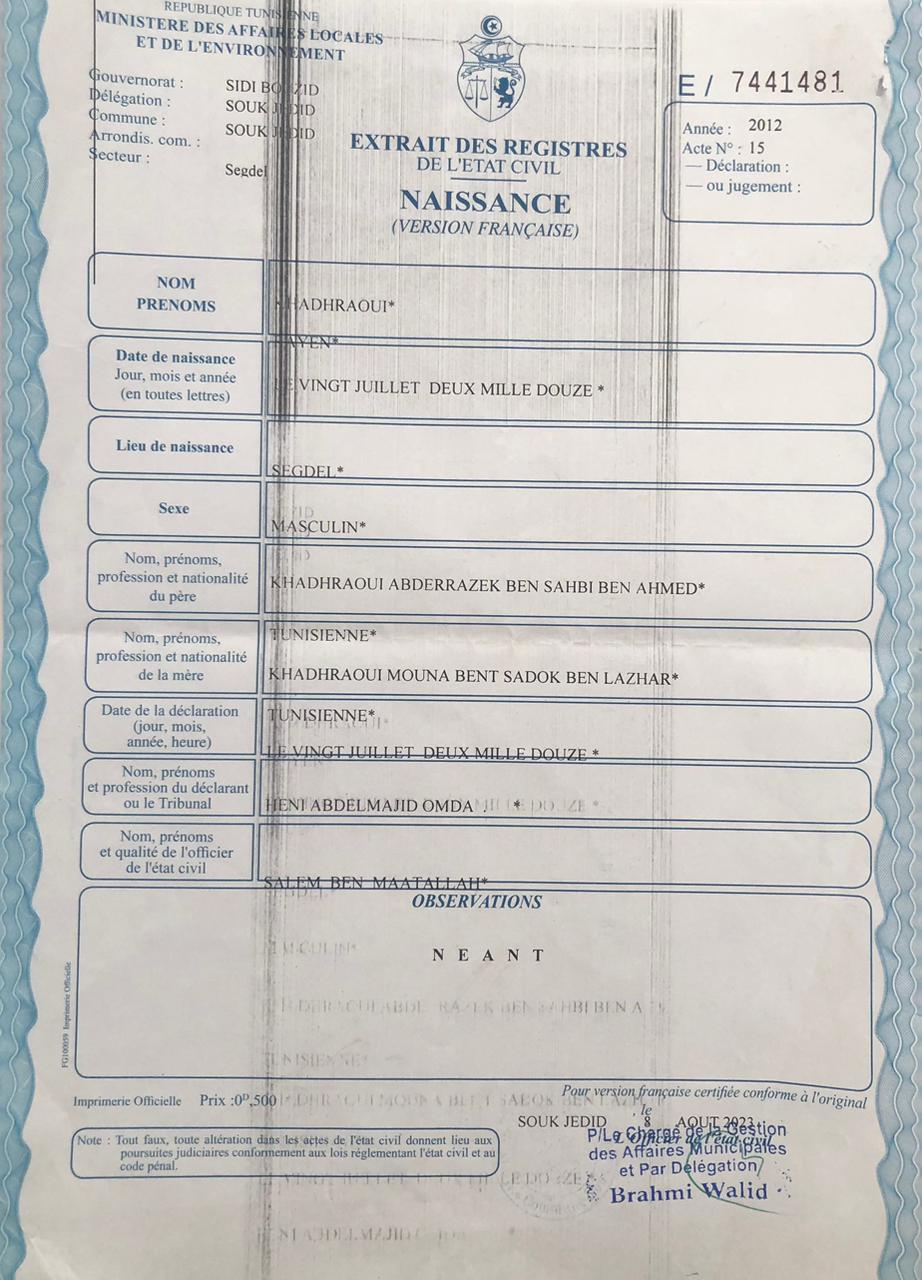 REPUBLIQUE TUNISIENNE
MINISTERE DES AFFAIRES LOCALES
ET DE L'ENVIRONNEMENT
Gouvernorat : SIDI BOUZID
Délégation : SOUK JEDID
Commune : SOUK JEDID
Arrondis. com. :
Secteur : Segdel
EXTRAIT DES REGISTRES
DE L'ETAT CIVIL
NAISSANCE
(VERSION FRANÇAISE)
E / 7441481
Année : 2012
Acte N° : 15
— Déclaration :
— ou jugement :
NOM
PRENOMS
KHADHRAOUI*
Date de naissance
Jour, mois et année
(en toutes lettres)
LE VINGT JUILLET DEUX MILLE DOUZE *
Lieu de naissance
SEGDEL*
Sexe
MASCULIN*
Nom, prénoms,
profession et nationalité
du père
KHADHRAOUI ABDERRAZEK BEN SAHBI BEN AHMED*
TUNISIENNE*
Nom, prénoms,
profession et nationalité
de la mère
KHADHRAOUI MOUNA BENT SADOK BEN LAZHAR*
TUNISIENNE*
Date de la déclaration
(jour, mois,
année, heure)
LE VINGT JUILLET DEUX MILLE DOUZE *
Nom, prénoms
et profession du déclarant
ou le Tribunal
HENI ABDELMAJID OMDA *
Nom, prénoms
et qualité de l'officier
de l'état civil
SALEM BEN MAATALLAH*
OBSERVATIONS
N E A N T
FG100059 Imprimerie Officielle
Imprimerie Officielle Prix :0ᴰ,500
Note : Tout faux, toute altération dans les actes de l'état civil donnent lieu aux
poursuites judiciaires conformement aux lois réglementant l'état civil et au
code pénal.
Pour version française certifiée conforme à l'original
SOUK JEDID , le 8 AOUT 2023
L'Officier de l'état civil
P/Le Chargé de la Gestion
des Affaires Municipales
et Par Délégation
Brahmi Walid